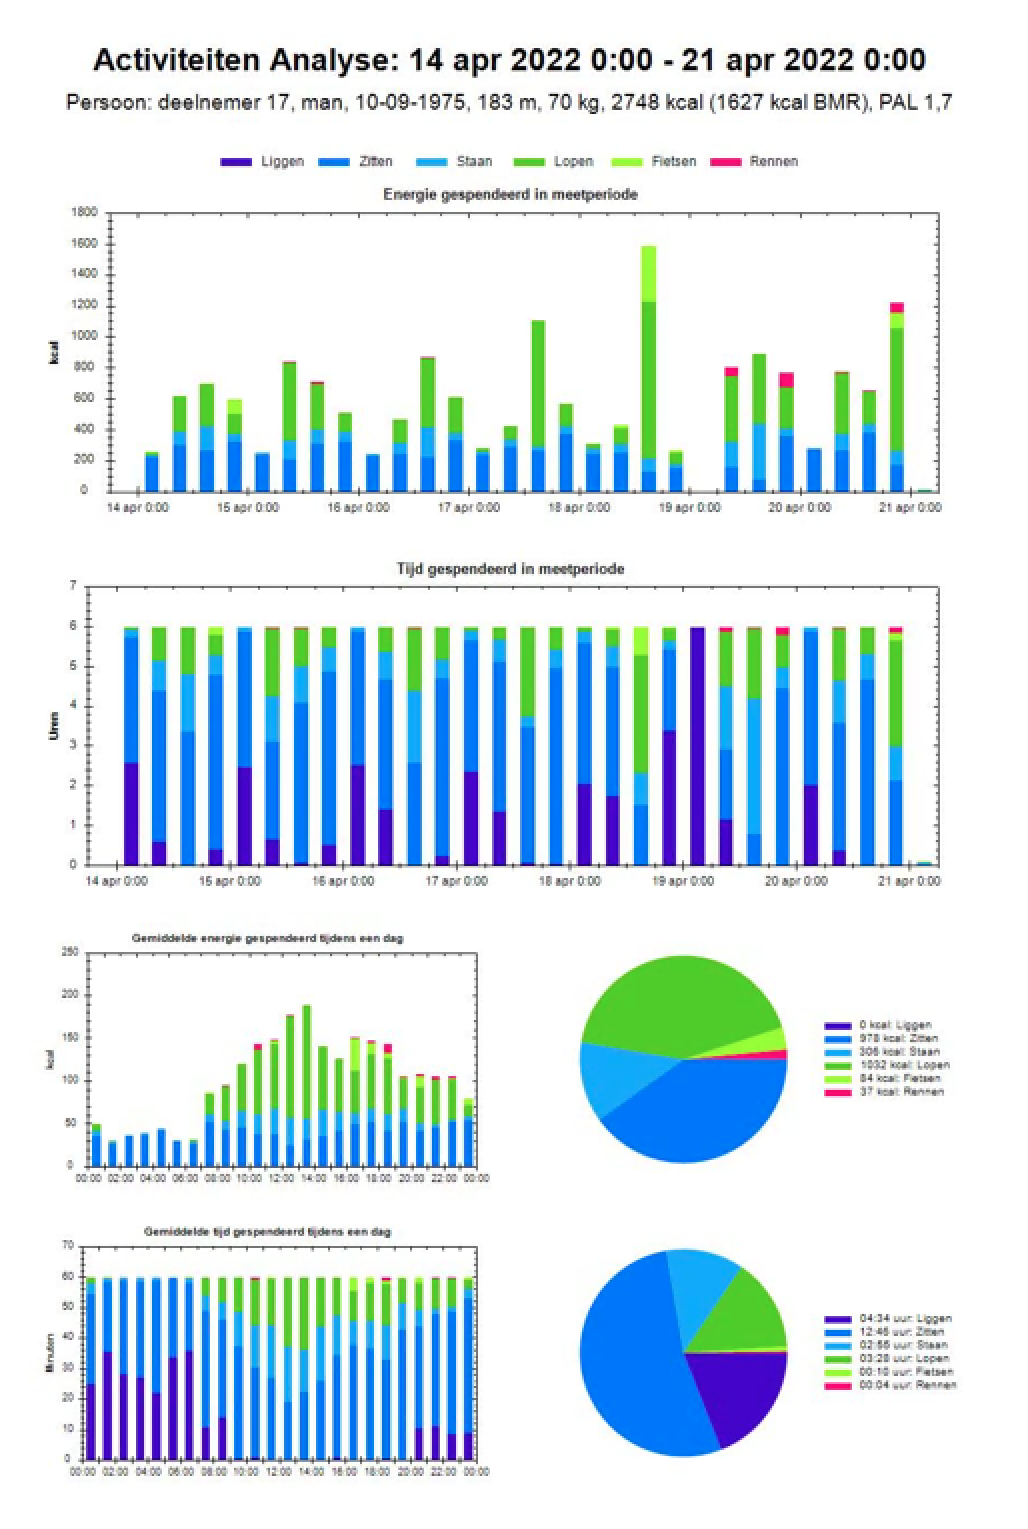 Activiteiten Analyse: 14 apr 2022 0:00 - 21 apr 2022 0:00
Persoon: deelnemer 17, man, 10-09-1975, 183 m, 70 kg, 2748 kcal (1627 kcal BMR), PAL 1,7
Liggen Zitten Staan Lopen Fietsen Rennen
Energie gespendeerd in meetperiode
1800
1600
1400
1200
1000
800
600
400
200
0
kcal
14 apr 0:00 15 apr 0:00 16 apr 0:00 17 apr 0:00 18 apr 0:00 19 apr 0:00 20 apr 0:00 21 apr 0:00
Tijd gespendeerd in meetperiode
7
6
5
4
3
2
1
0
Uren
14 apr 0:00 15 apr 0:00 16 apr 0:00 17 apr 0:00 18 apr 0:00 19 apr 0:00 20 apr 0:00 21 apr 0:00
Gemiddelde energie gespendeerd tijdens een dag
250
200
150
100
50
0
kcal
00:00 02:00 04:00 06:00 08:00 10:00 12:00 14:00 16:00 18:00 20:00 22:00 00:00
0 kcal: Liggen
978 kcal: Zitten
306 kcal: Staan
1032 kcal: Lopen
84 kcal: Fietsen
37 kcal: Rennen
Gemiddelde tijd gespendeerd tijdens een dag
70
60
50
40
30
20
10
0
Minuten
00:00 02:00 04:00 06:00 08:00 10:00 12:00 14:00 16:00 18:00 20:00 22:00 00:00
04:34 uur: Liggen
12:46 uur: Zitten
02:56 uur: Staan
03:28 uur: Lopen
00:10 uur: Fietsen
00:04 uur: Rennen